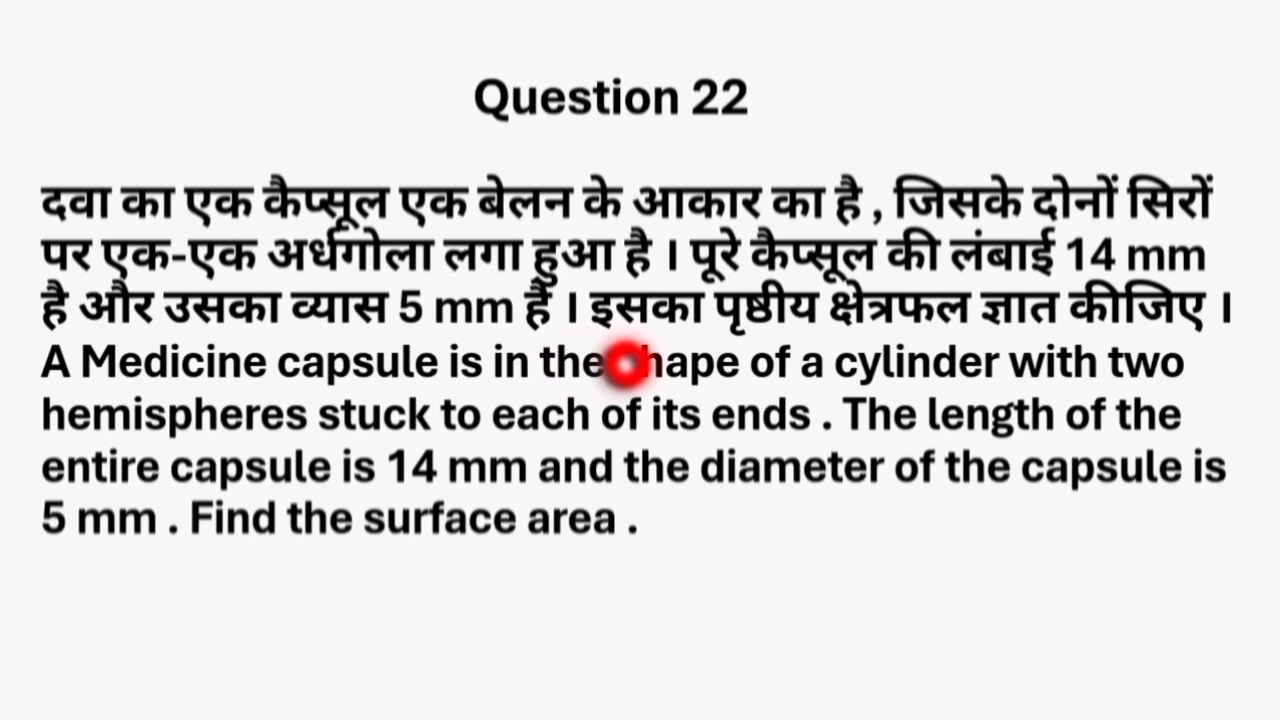 Question 22
दवा का एक कैप्सूल एक बेलन के आकार का है , जिसके दोनों सिरों
पर एक-एक अर्धगोला लगा हुआ है । पूरे कैप्सूल की लंबाई 14 mm
है और उसका व्यास 5 mm है । इसका पृष्ठीय क्षेत्रफल ज्ञात कीजिए ।
A Medicine capsule is in the shape of a cylinder with two
hemispheres stuck to each of its ends . The length of the
entire capsule is 14 mm and the diameter of the capsule is
5 mm . Find the surface area .